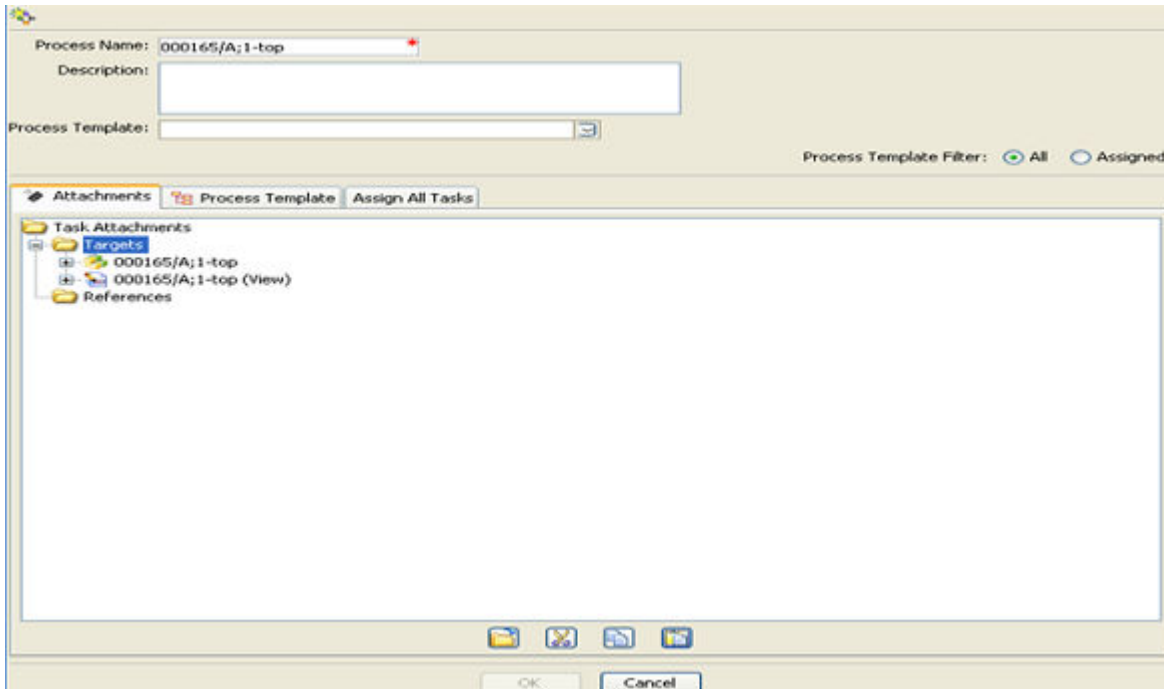 Process Name: 000165/A;1-top *
Description:
Process Template:
Process Template Filter: All Assigned
Attachments Process Template Assign All Tasks
Task Attachments
Targets
000165/A;1-top
000165/A;1-top (View)
References
OK Cancel